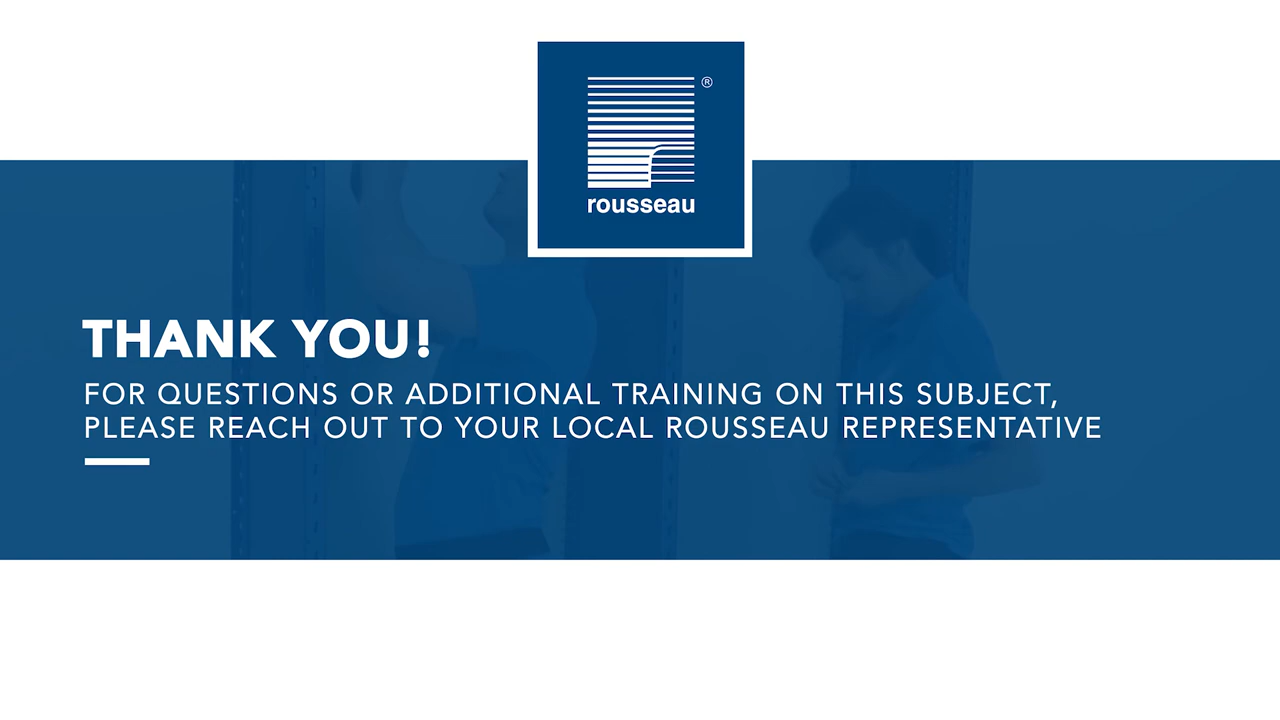 ®
rousseau
THANK YOU!
FOR QUESTIONS OR ADDITIONAL TRAINING ON THIS SUBJECT,
PLEASE REACH OUT TO YOUR LOCAL ROUSSEAU REPRESENTATIVE